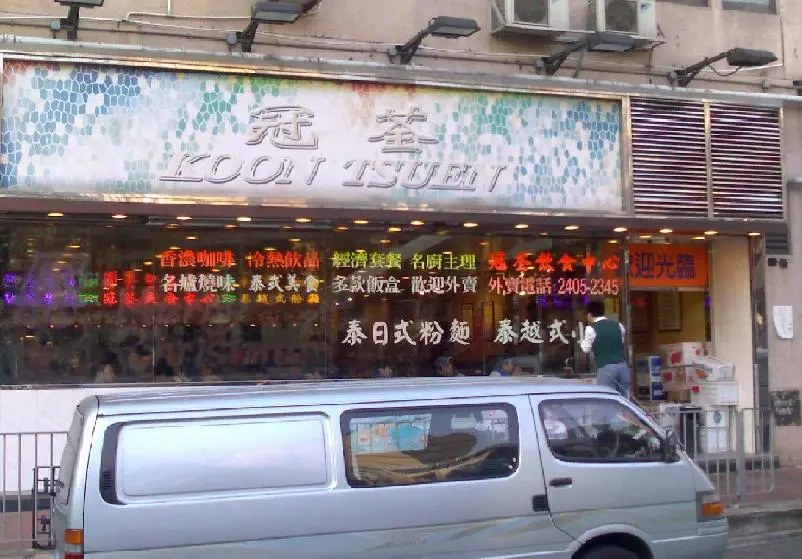 冠荃
KOON TSUEN
香濃咖啡 冷熱飲品 經濟套餐 名廚主理 冠荃飲食中心
名爐燒味 泰式美食 多款飯盒 歡迎外賣 外賣電話:2405-2345
泰日式粉麵 泰越式小
歡迎光臨